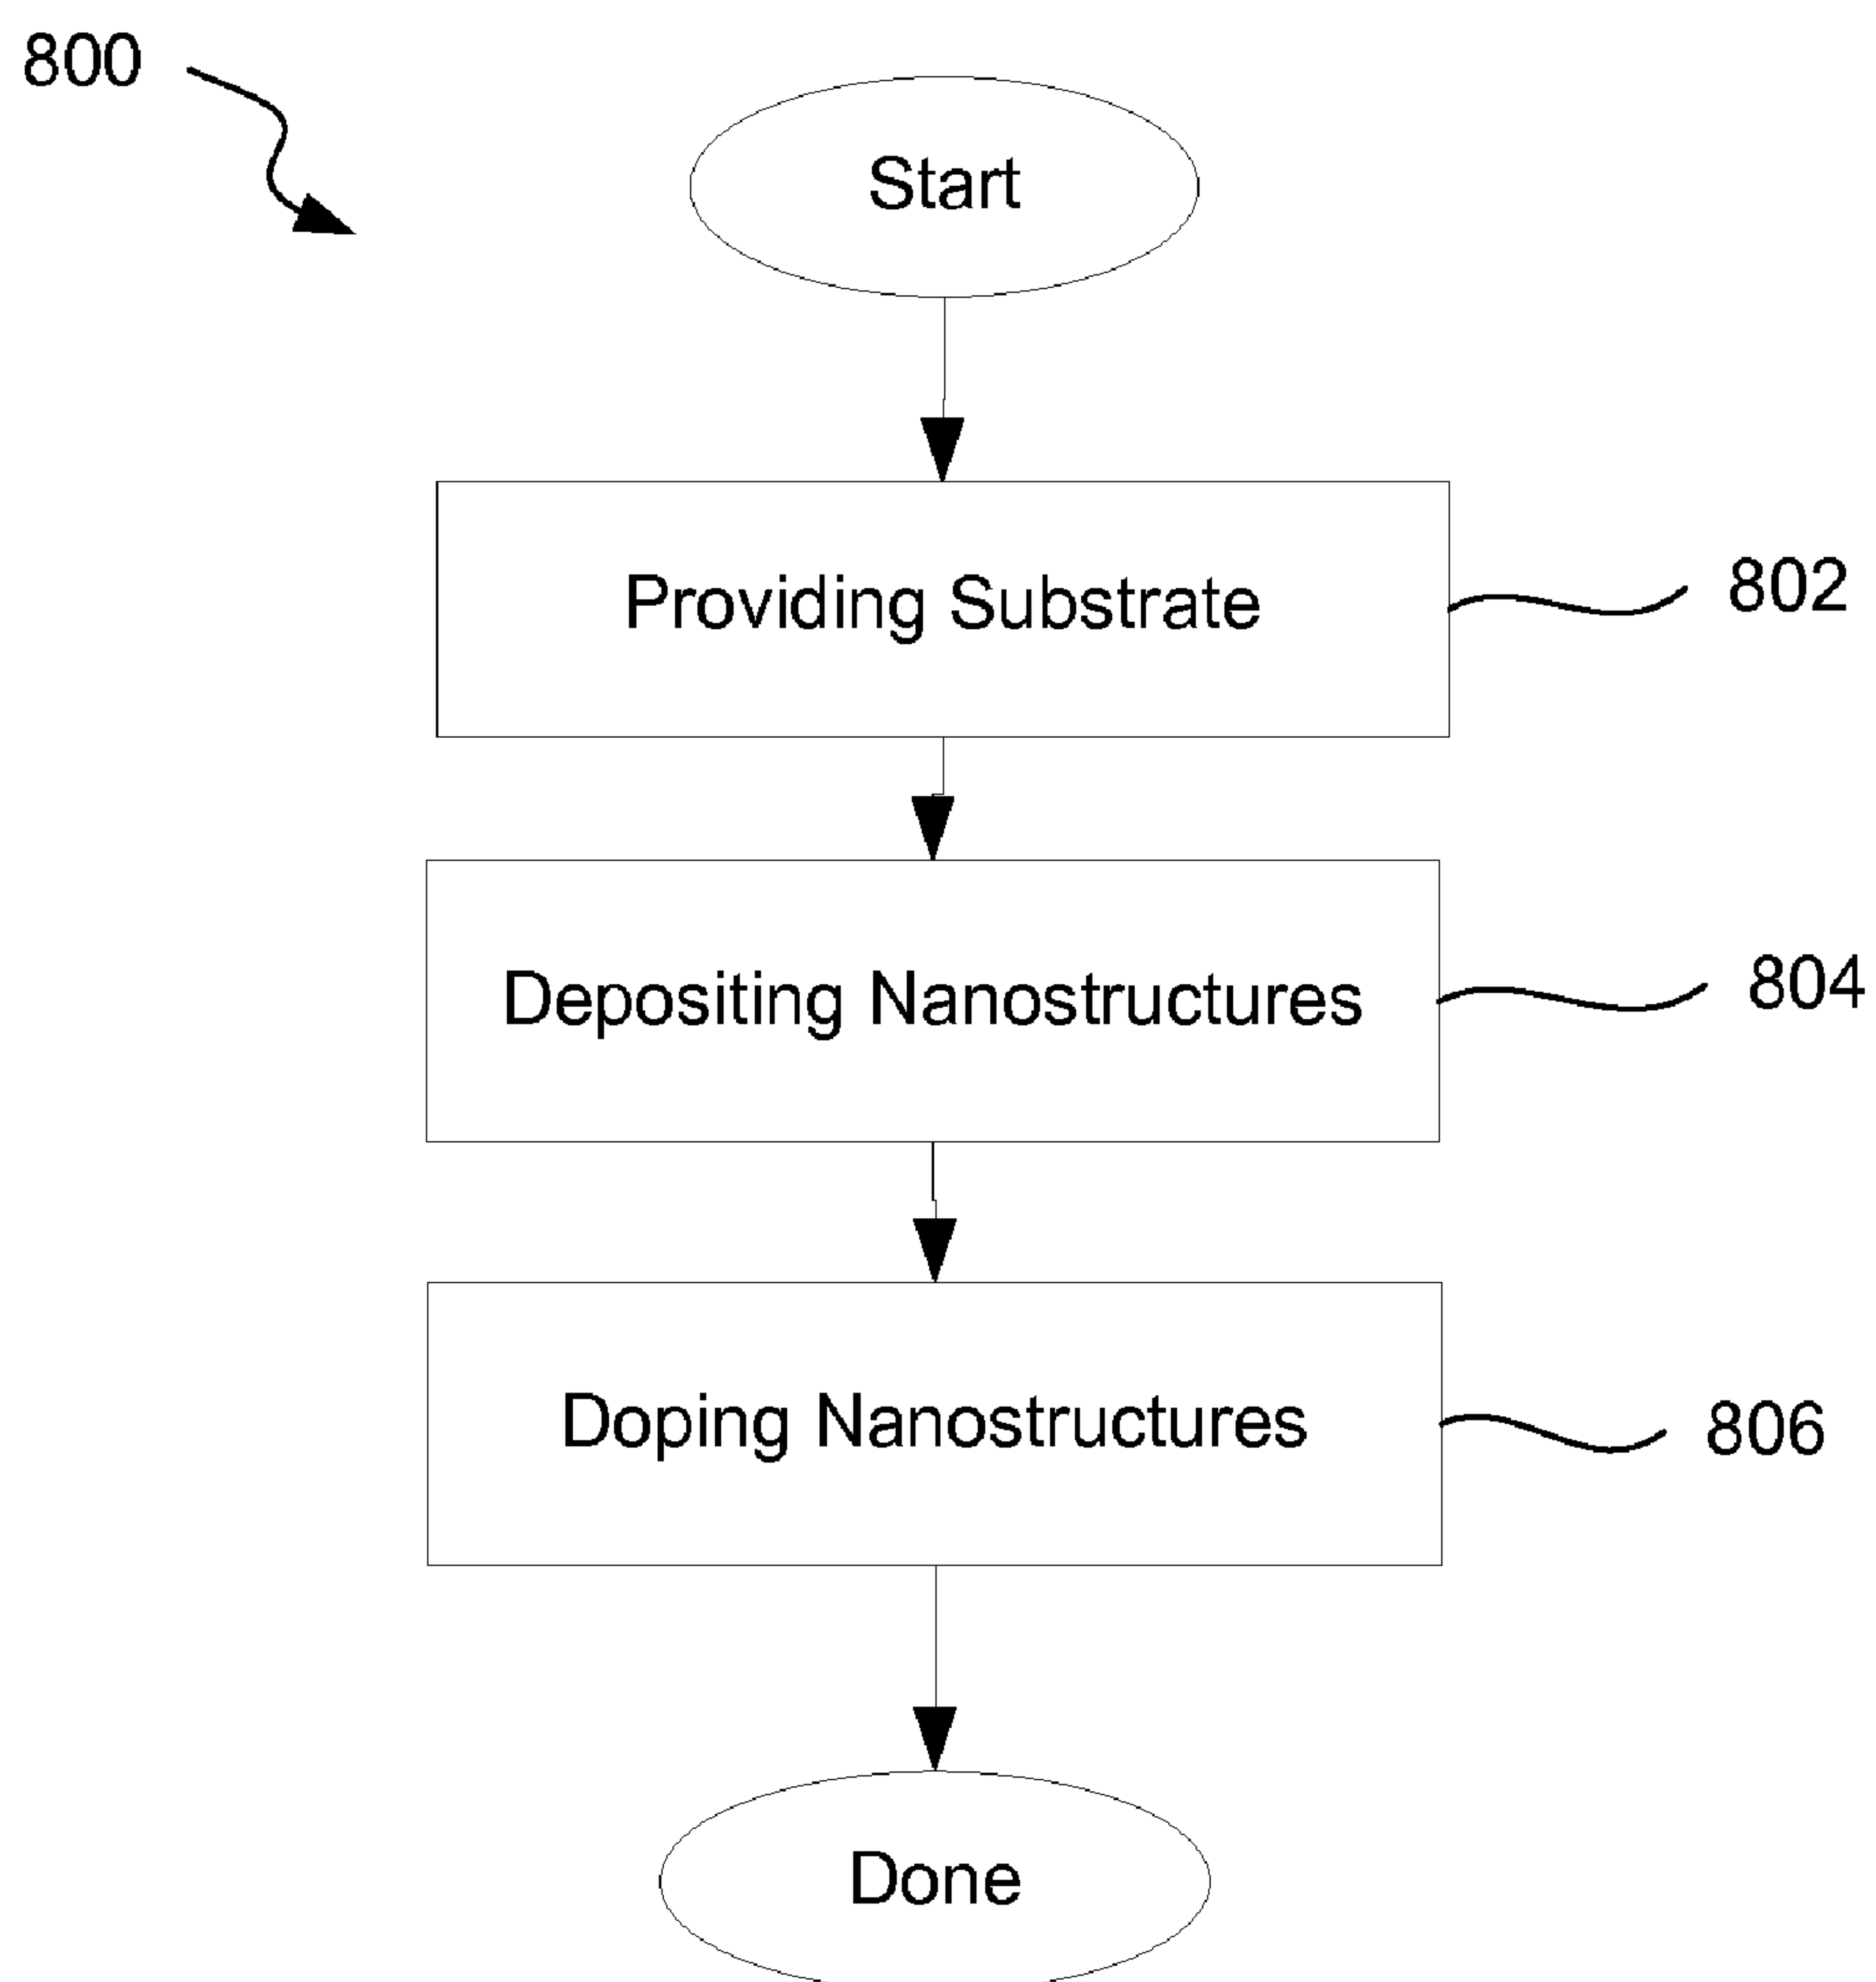 800
Start
Providing Substrate
802
Depositing Nanostructures
804
Doping Nanostructures
806
Done